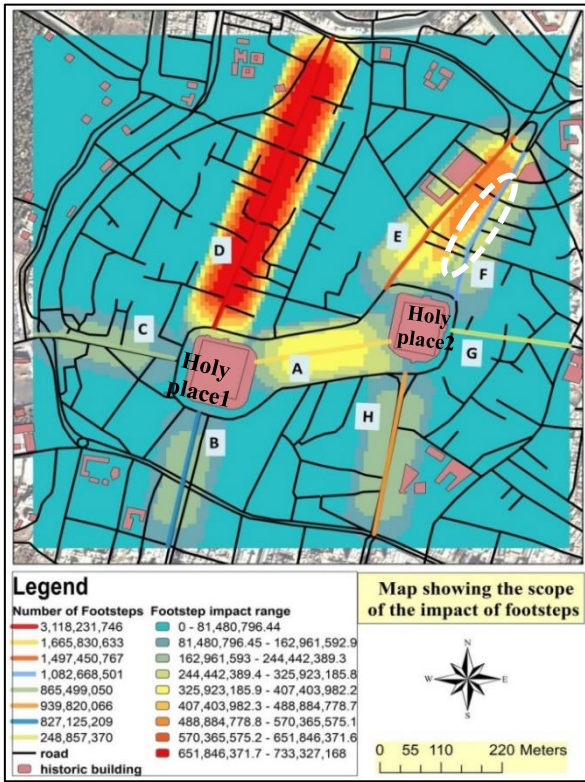 D
E
F
C
Holy
place1
A
Holy
place2
G
B
H
Legend
Number of Footsteps
3,118,231,746
1,665,830,633
1,497,450,767
1,082,668,501
865,499,050
939,820,066
827,125,209
248,857,370
road
historic building
Footstep impact range
0 - 81,480,796.44
81,480,796.45 - 162,961,592.9
162,961,593 - 244,442,389.3
244,442,389.4 - 325,923,185.8
325,923,185.9 - 407,403,982.2
407,403,982.3 - 488,884,778.7
488,884,778.8 - 570,365,575.1
570,365,575.2 - 651,846,371.6
651,846,371.7 - 733,327,168
Map showing the scope
of the impact of footsteps
N
W E
S
0 55 110 220 Meters